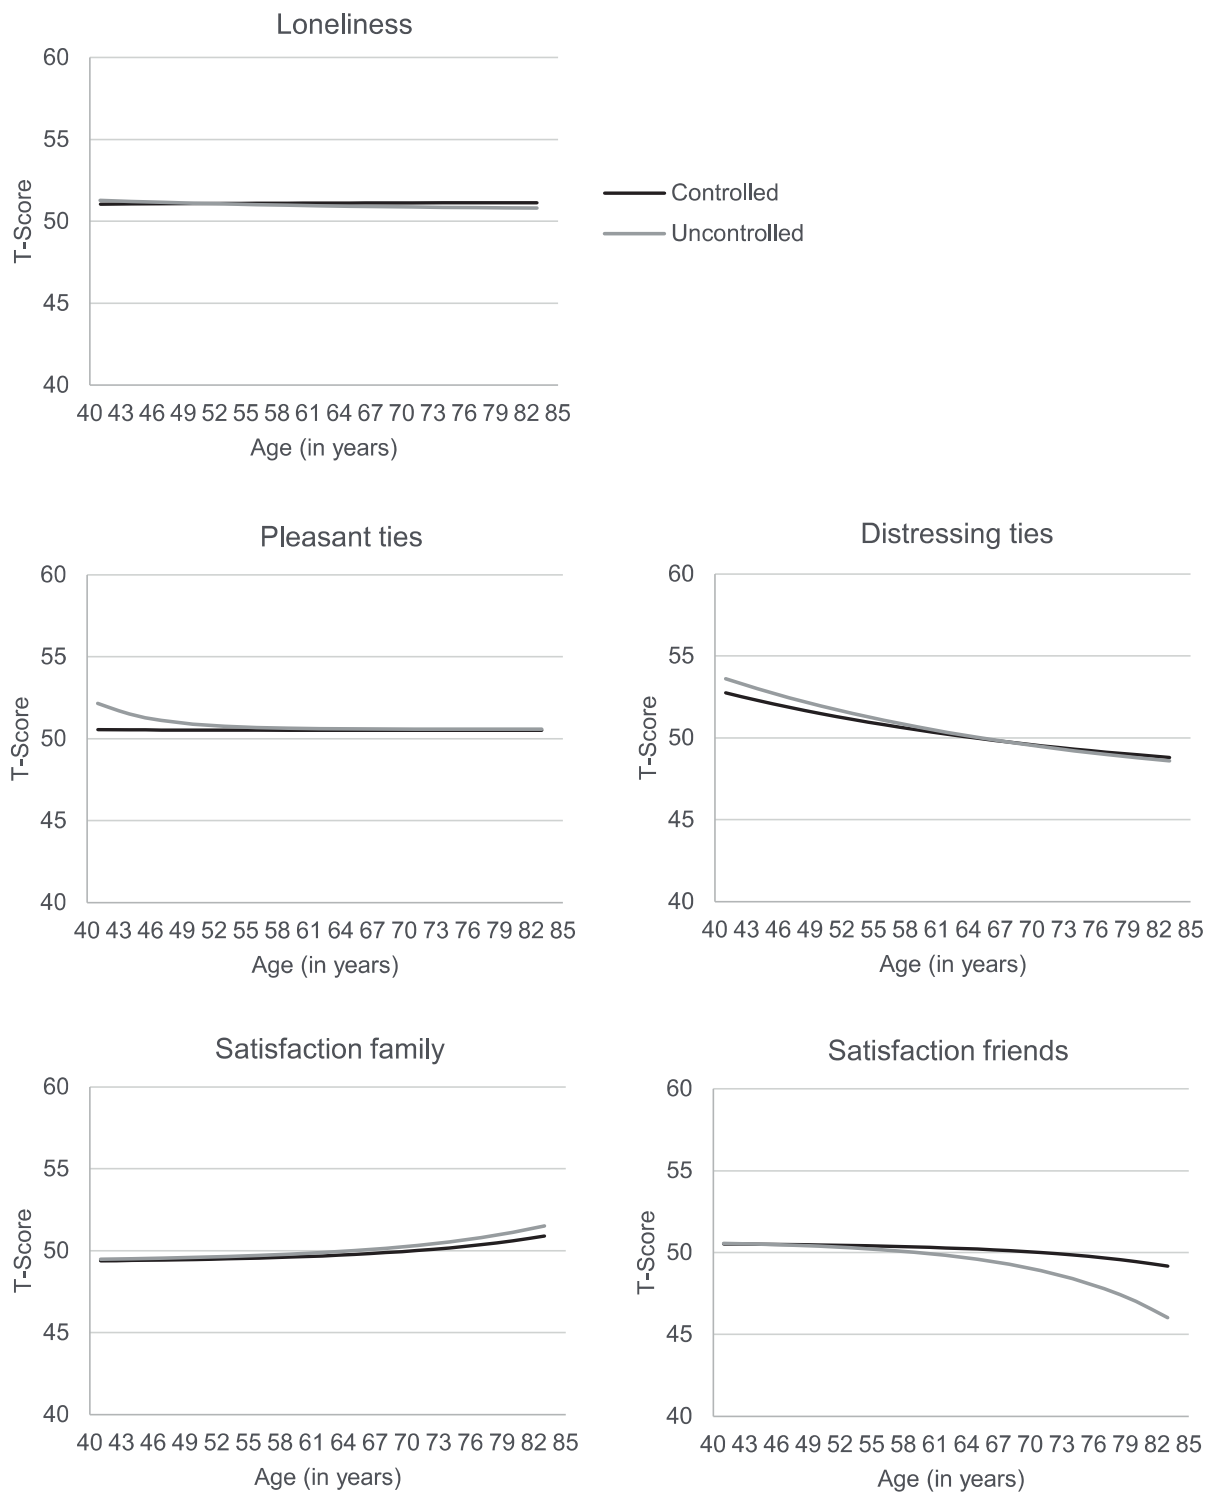 Loneliness
60
55
50
45
40
T-Score
40 43 46 49 52 55 58 61 64 67 70 73 76 79 82 85
Age (in years)
Controlled
Uncontrolled
Pleasant ties
60
55
50
45
40
T-Score
40 43 46 49 52 55 58 61 64 67 70 73 76 79 82 85
Age (in years)
Distressing ties
60
55
50
45
40
T-Score
40 43 46 49 52 55 58 61 64 67 70 73 76 79 82 85
Age (in years)
Satisfaction family
60
55
50
45
40
T-Score
40 43 46 49 52 55 58 61 64 67 70 73 76 79 82 85
Age (in years)
Satisfaction friends
60
55
50
45
40
T-Score
40 43 46 49 52 55 58 61 64 67 70 73 76 79 82 85
Age (in years)